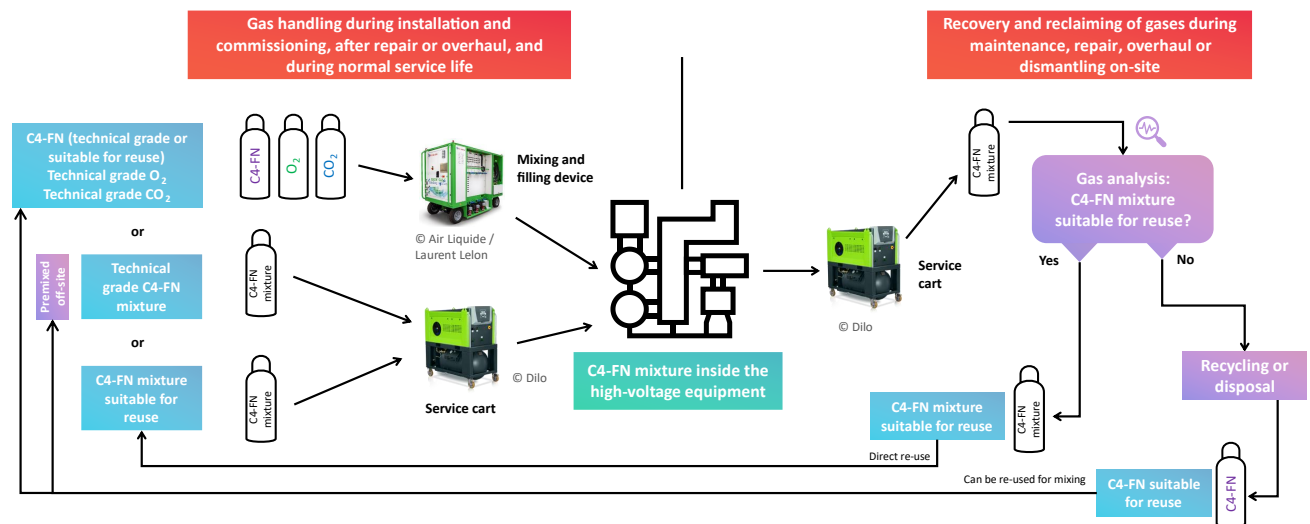 Gas handling during installation and
commissioning, after repair or overhaul, and
during normal service life
Recovery and reclaiming of gases during
maintenance, repair, overhaul or
dismantling on-site
C4-FN (technical grade or
suitable for reuse)
Technical grade O₂
Technical grade CO₂
C4-FN
O₂
CO₂
Mixing and
filling device
© Air Liquide /
Laurent Lelon
or
Premixed
off-site
Technical
grade C4-FN
mixture
C4-FN
mixture
or
C4-FN mixture
suitable for
reuse
C4-FN
mixture
© Dilo
Service cart
C4-FN mixture inside the
high-voltage equipment
Service
cart
© Dilo
C4-FN
mixture
Gas analysis:
C4-FN mixture
suitable for reuse?
Yes
No
Recycling or
disposal
C4-FN mixture
suitable for reuse
C4-FN
mixture
Direct re-use
Can be re-used for mixing
C4-FN suitable
for reuse
C4-FN